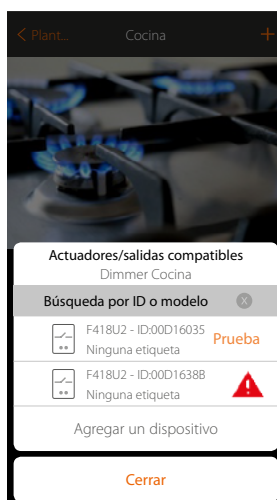 Plant... Cocina +
Actuadores/salidas compatibles
Dimmer Cocina
Búsqueda por ID o modelo X
F418U2 - ID:00D16035 Prueba
Ninguna etiqueta
F418U2 - ID:00D1638B
Ninguna etiqueta
Agregar un dispositivo
Cerrar